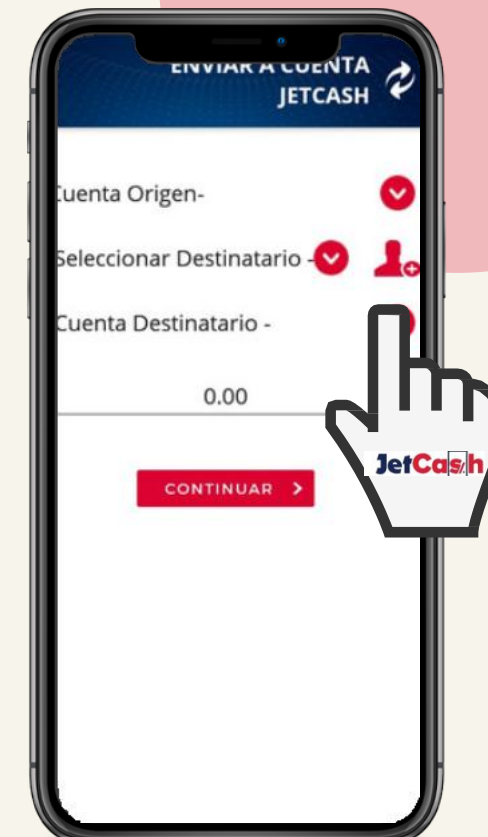 ENVIAR A CUENTA
JETCASH
Cuenta Origen-
Seleccionar Destinatario -
Cuenta Destinatario -
0.00
JetCash
CONTINUAR >